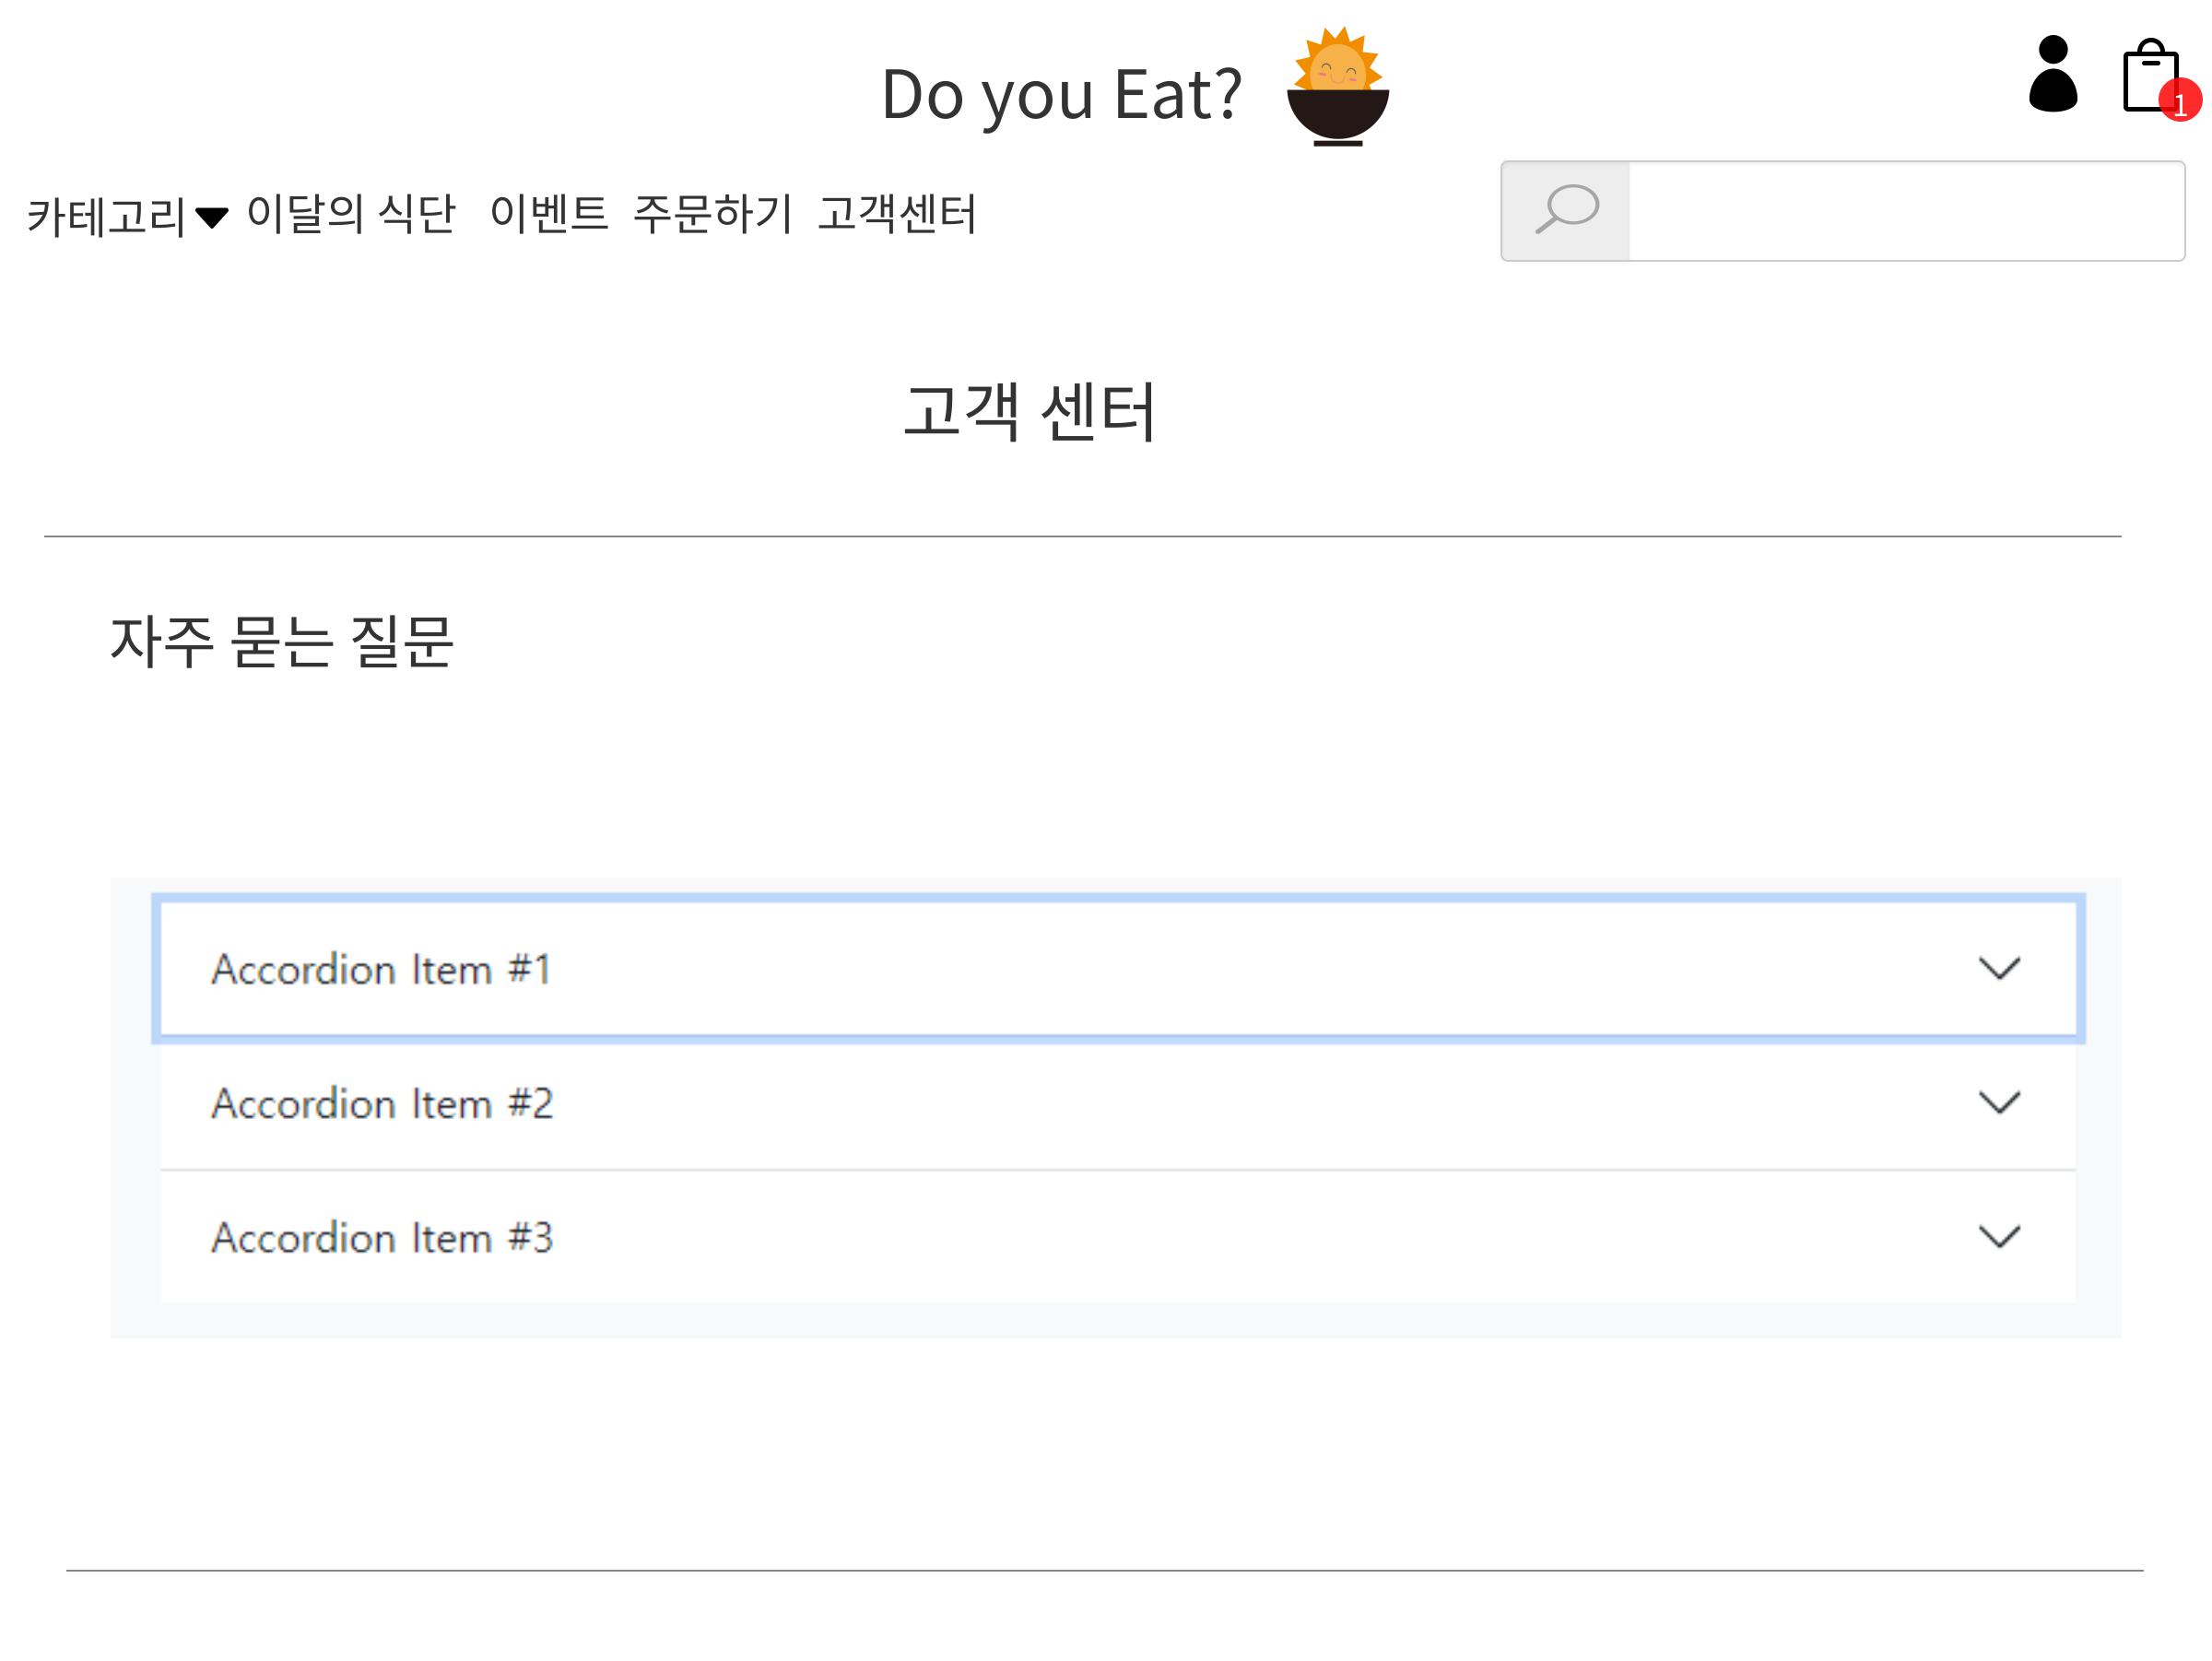 Do you Eat?
1
카테고리 이달의 식단 이벤트 주문하기 고객센터
고객 센터
자주 묻는 질문
Accordion Item #1
Accordion Item #2
Accordion Item #3